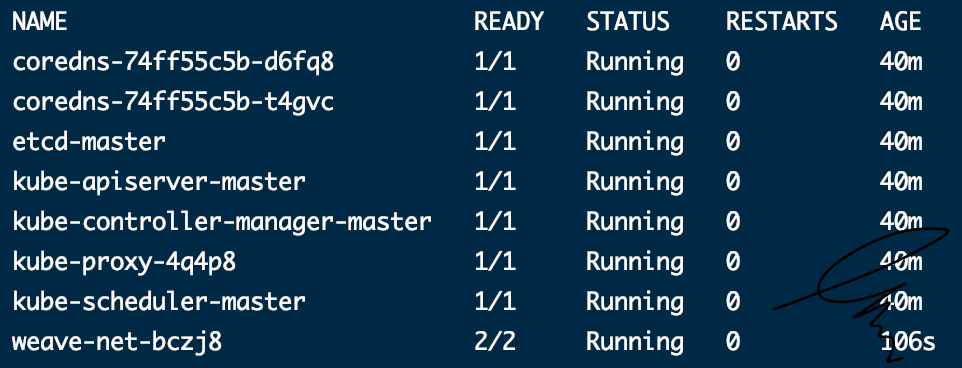 NAME READY STATUS RESTARTS AGE
coredns-74ff55c5b-d6fq8 1/1 Running 0 40m
coredns-74ff55c5b-t4gvc 1/1 Running 0 40m
etcd-master 1/1 Running 0 40m
kube-apiserver-master 1/1 Running 0 40m
kube-controller-manager-master 1/1 Running 0 40m
kube-proxy-4q4p8 1/1 Running 0 40m
kube-scheduler-master 1/1 Running 0 40m
weave-net-bczj8 2/2 Running 0 106s